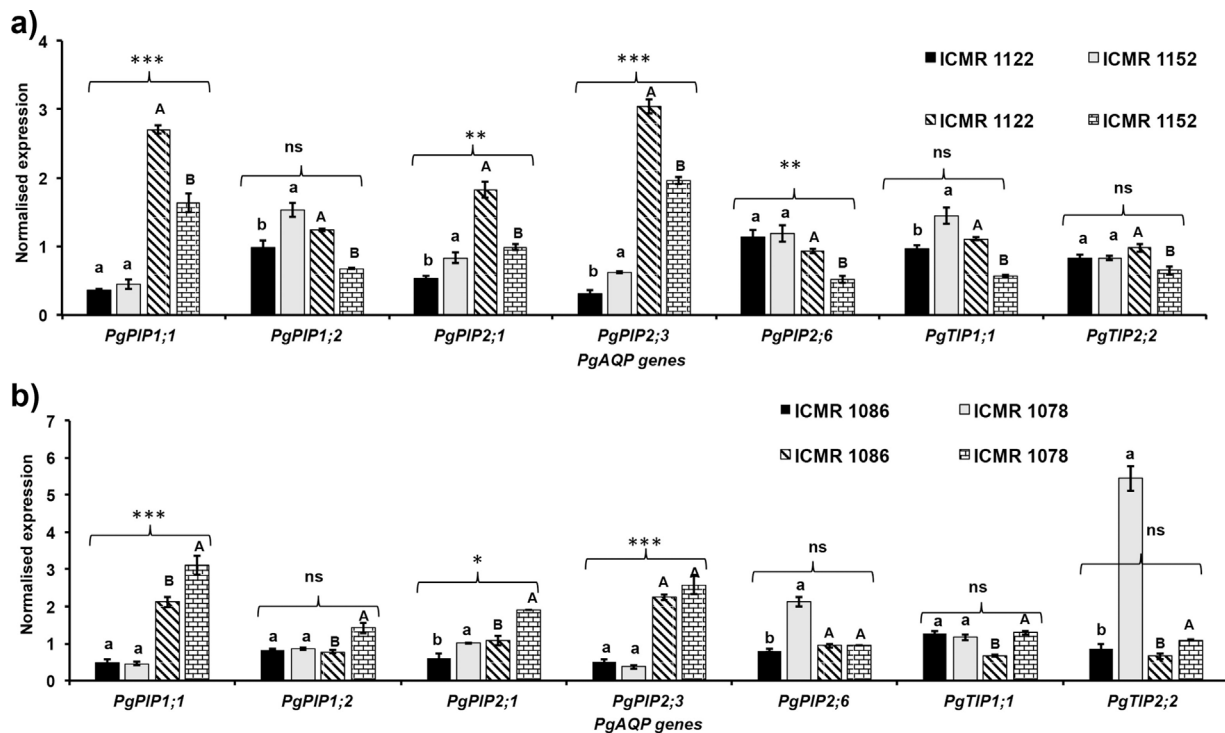 a)
Normalised expression
4
3
2
1
0
ICMR 1122 ICMR 1152
ICMR 1122 ICMR 1152
*** ns ** *** ** ns ns
a a A B
b a A B
b a A B
b a A B
a a A B
b a A B
a a A B
PgPIP1;1 PgPIP1;2 PgPIP2;1 PgPIP2;3 PgPIP2;6 PgTIP1;1 PgTIP2;2
PgAQP genes
b)
Normalised expression
7
6
5
4
3
2
1
0
ICMR 1086 ICMR 1078
ICMR 1086 ICMR 1078
*** ns * *** ns ns ns
a a B A
a a B A
b a A A
a a A A
b a A A
a a B A
b a B A
PgPIP1;1 PgPIP1;2 PgPIP2;1 PgPIP2;3 PgPIP2;6 PgTIP1;1 PgTIP2;2
PgAQP genes